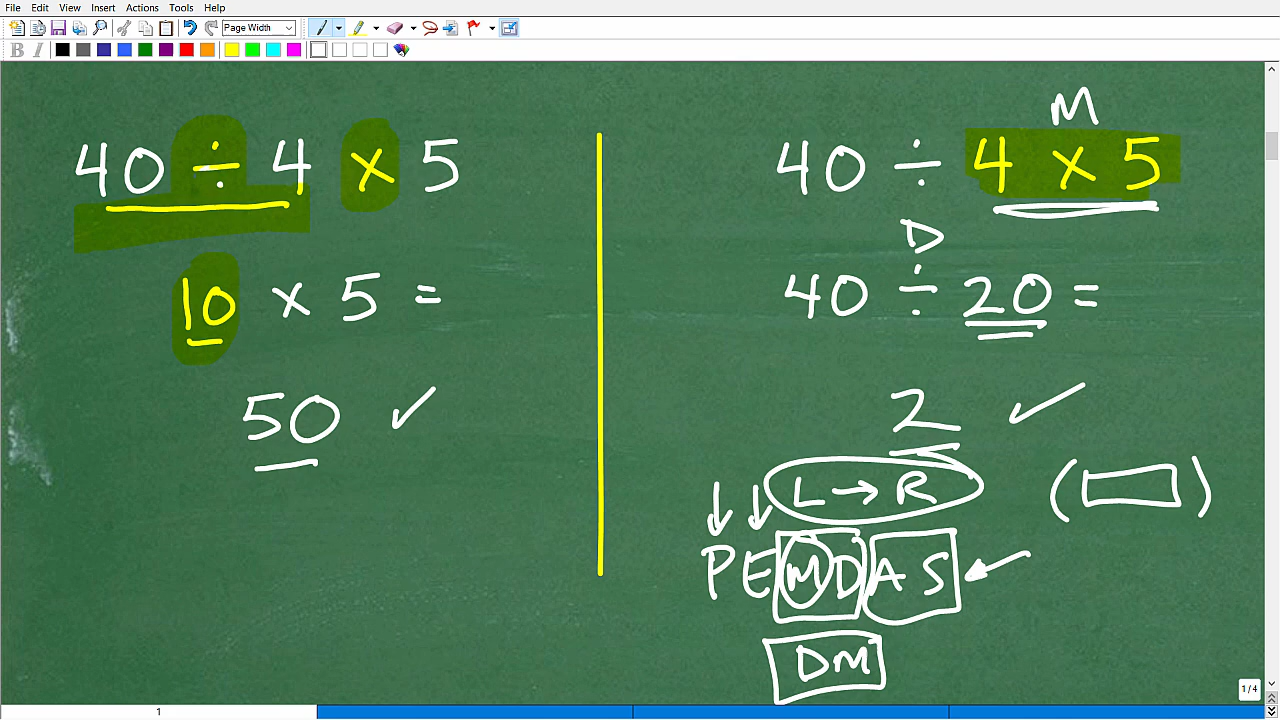 File Edit View Insert Actions Tools Help
Page Width
B I
40 ÷ 4 x 5
10 x 5 =
50 ✓
M
40 ÷ 4 x 5
D
40 ÷ 20 =
2 ✓
L → R ( )
PEMDAS
DM
1/4
1